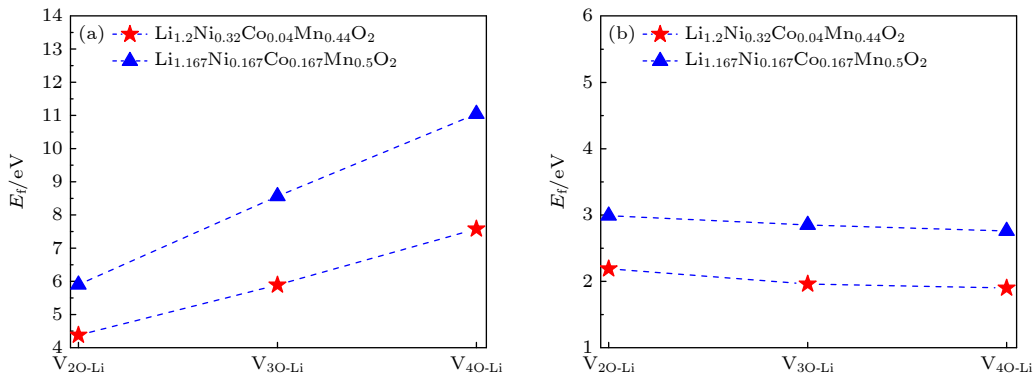 (a)
Li1.2Ni0.32Co0.04Mn0.44O2
Li1.167Ni0.167Co0.167Mn0.5O2
14
13
12
11
10
9
8
7
6
5
4
Ef/eV
V2O-Li
V3O-Li
V4O-Li
(b)
Li1.2Ni0.32Co0.04Mn0.44O2
Li1.167Ni0.167Co0.167Mn0.5O2
6
5
4
3
2
1
Ef/eV
V2O-Li
V3O-Li
V4O-Li